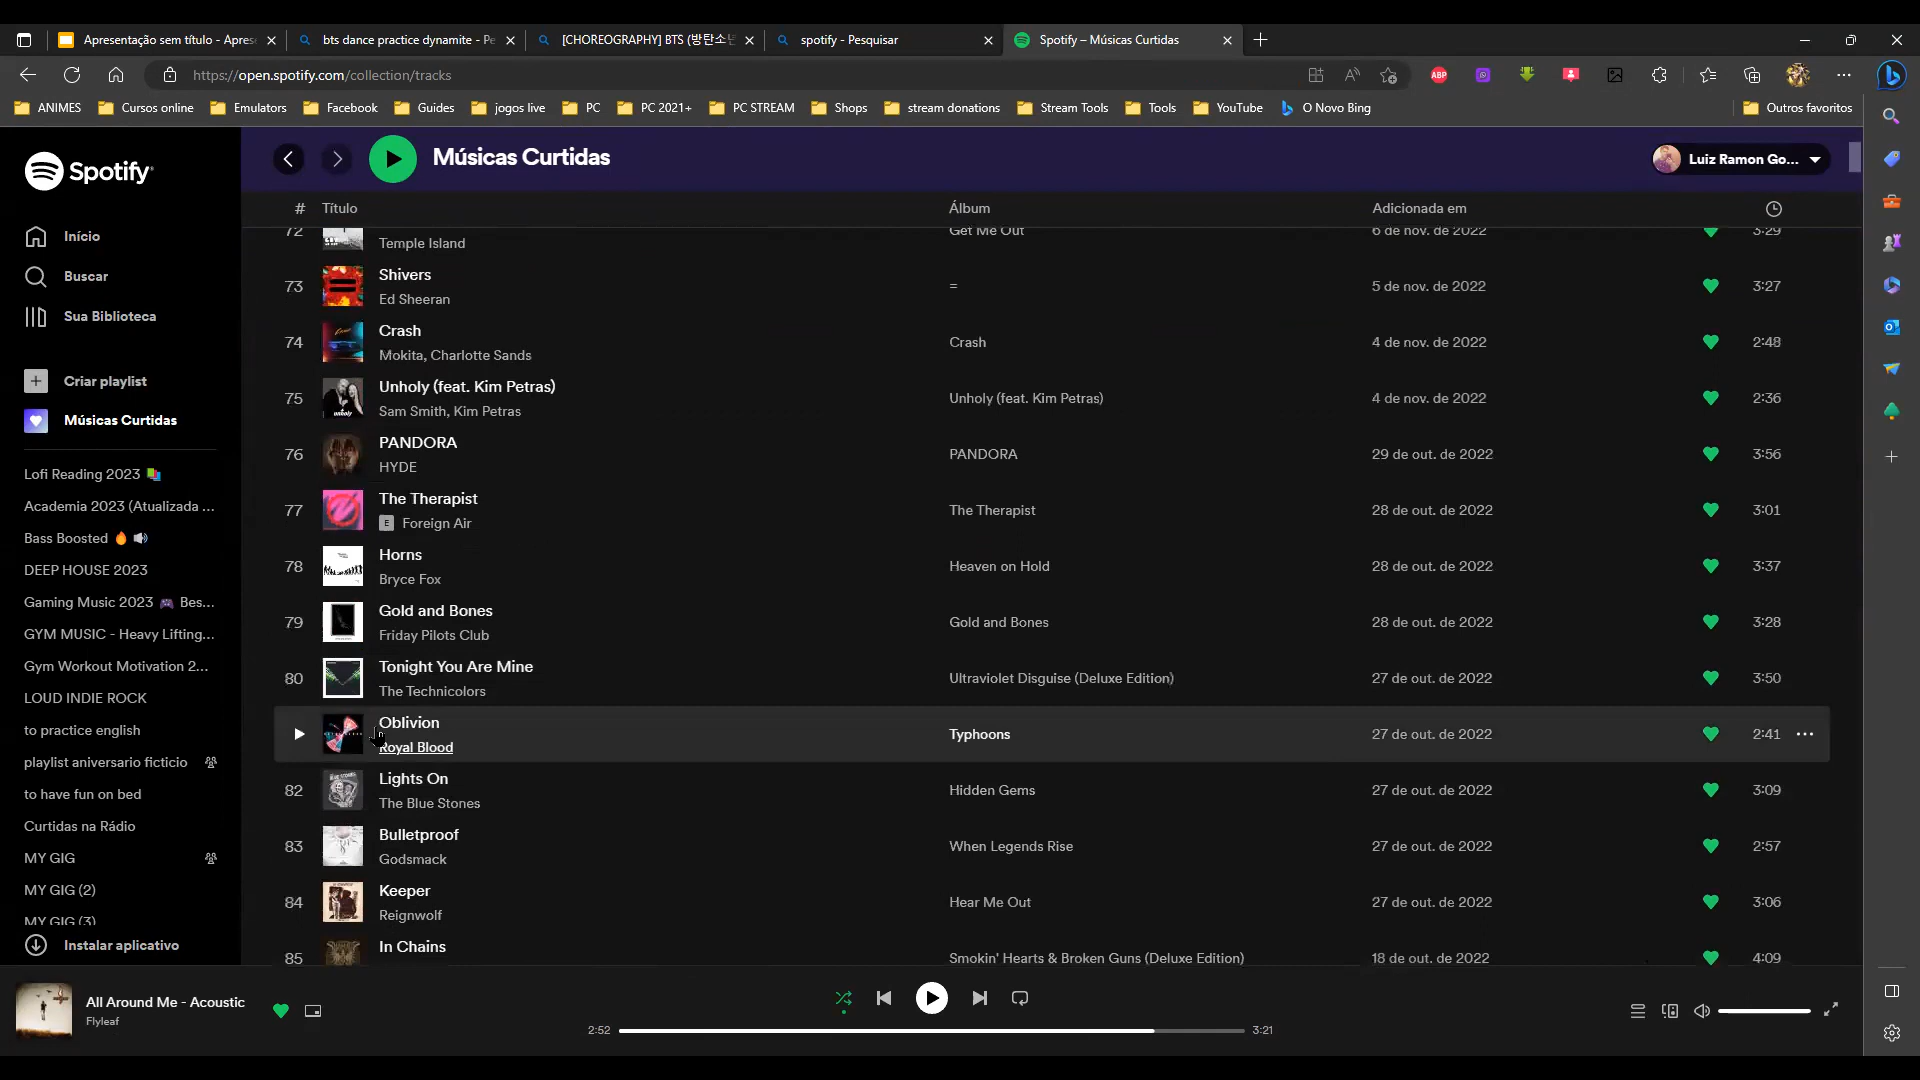 Apresentação sem título - Apres
bts dance practice dynamite - Pe
[CHOREOGRAPHY] BTS (방탄소년
spotify - Pesquisar
Spotify – Músicas Curtidas
https://open.spotify.com/collection/tracks
ABP
ANIMES
Cursos online
Emulators
Facebook
Guides
jogos live
PC
PC 2021+
PC STREAM
Shops
stream donations
Stream Tools
Tools
YouTube
O Novo Bing
Outros favoritos
Spotify
Início
Buscar
Sua Biblioteca
Criar playlist
Músicas Curtidas
Lofi Reading 2023
Academia 2023 (Atualizada ...
Bass Boosted
DEEP HOUSE 2023
Gaming Music 2023 🎮 Bes...
GYM MUSIC - Heavy Lifting...
Gym Workout Motivation 2...
LOUD INDIE ROCK
to practice english
playlist aniversario ficticio
to have fun on bed
Curtidas na Rádio
MY GIG
MY GIG (2)
MY GIG (3)
Instalar aplicativo
Músicas Curtidas
Luiz Ramon Go...
# Título Álbum Adicionada em
72 Temple Island Get Me Out 6 de nov. de 2022 3:29
73 Shivers = 5 de nov. de 2022 3:27
Ed Sheeran
74 Crash Crash 4 de nov. de 2022 2:48
Mokita, Charlotte Sands
75 Unholy (feat. Kim Petras) Unholy (feat. Kim Petras) 4 de nov. de 2022 2:36
Sam Smith, Kim Petras
76 PANDORA PANDORA 29 de out. de 2022 3:56
HYDE
77 The Therapist The Therapist 28 de out. de 2022 3:01
E Foreign Air
78 Horns Heaven on Hold 28 de out. de 2022 3:37
Bryce Fox
79 Gold and Bones Gold and Bones 28 de out. de 2022 3:28
Friday Pilots Club
80 Tonight You Are Mine Ultraviolet Disguise (Deluxe Edition) 27 de out. de 2022 3:50
The Technicolors
Oblivion Typhoons 27 de out. de 2022 2:41
Royal Blood
82 Lights On Hidden Gems 27 de out. de 2022 3:09
The Blue Stones
83 Bulletproof When Legends Rise 27 de out. de 2022 2:57
Godsmack
84 Keeper Hear Me Out 27 de out. de 2022 3:06
Reignwolf
85 In Chains Smokin' Hearts & Broken Guns (Deluxe Edition) 18 de out. de 2022 4:09
All Around Me - Acoustic
Flyleaf
2:52
3:21